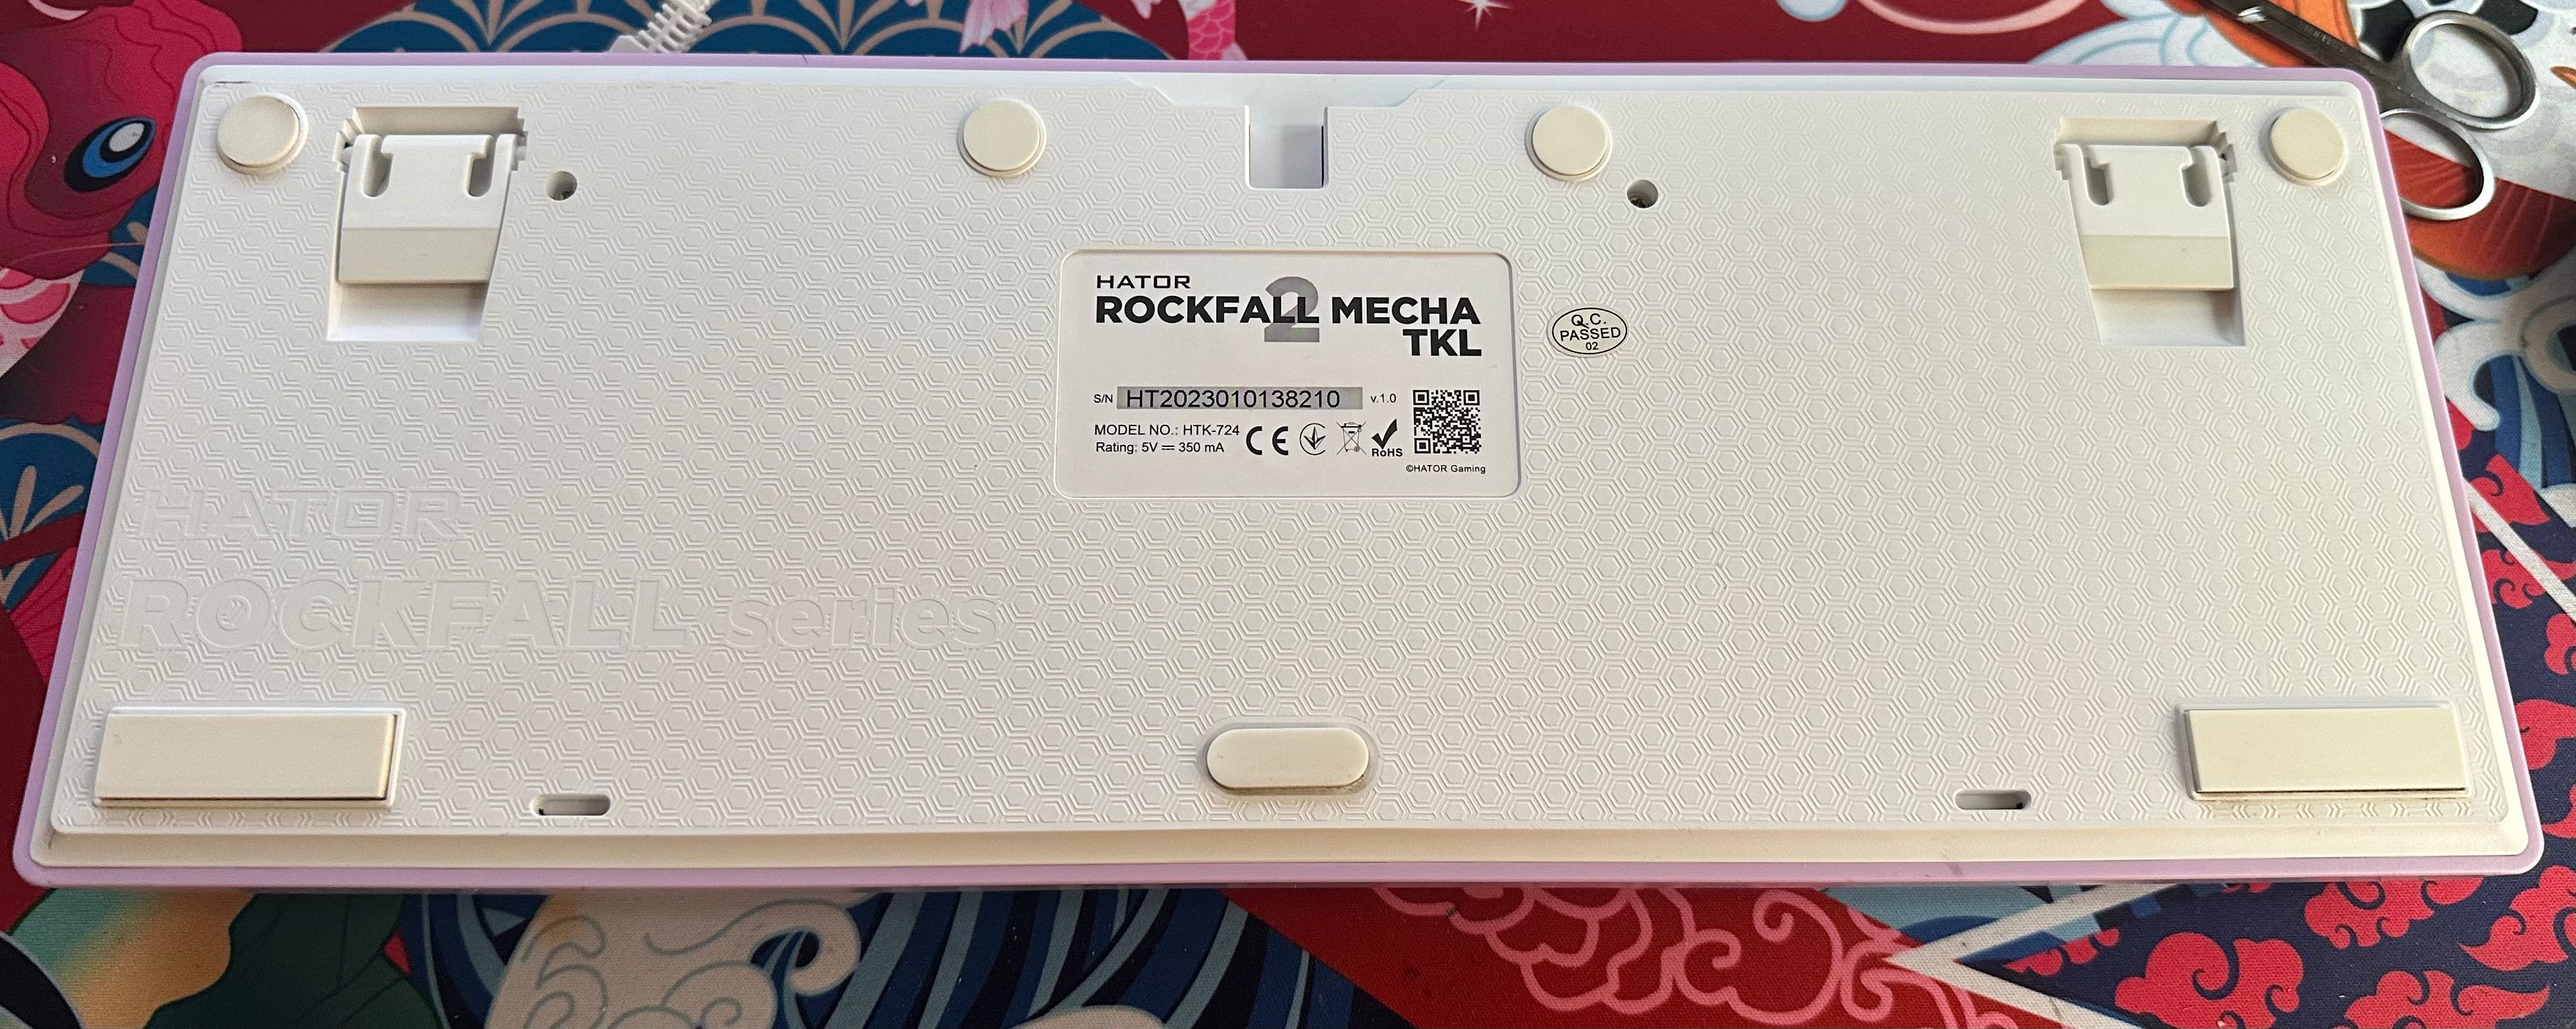 HATOR
ROCKFALL 2 MECHA
TKL
Q.C.
PASSED
02
S/N HT2023010138210 v.1.0
MODEL NO.: HTK-724
Rating: 5V ⎓ 350 mA
CE
RoHS
©HATOR Gaming
HATOR
ROCKFALL series